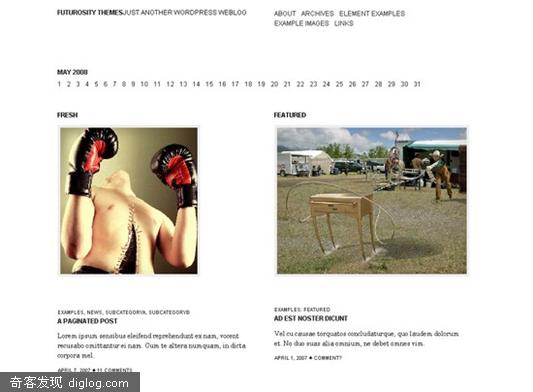 FUTUROSITY THEMES JUST ANOTHER WORDPRESS WEBLOG
ABOUT ARCHIVES ELEMENT EXAMPLES
EXAMPLE IMAGES LINKS
MAY 2008
1 2 3 4 5 6 7 8 9 10 11 12 13 14 15 16 17 18 19 20 21 22 23 24 25 26 27 28 29 30 31
FRESH
EXAMPLES, NEWS, SUBCATEGORYA, SUBCATEGORYB
A PAGINATED POST
Lorem ipsum sensibus eleifend reprehendunt ex nam, vocent
recusabo omittantur ei nam. Cum te altera numquam, in dicta
corpora mel.
APRIL 7, 2007 ♦ 11 COMMENTS
FEATURED
EXAMPLES: FEATURED
AD EST NOSTER DICUNT
Vel cu causae torquatos concludaturque, quo laudem dolorum
et. No duo suas alia omnium, ne debet omnes vim.
APRIL 1, 2007 ♦ COMMENT?
奇客发现 diglog.com